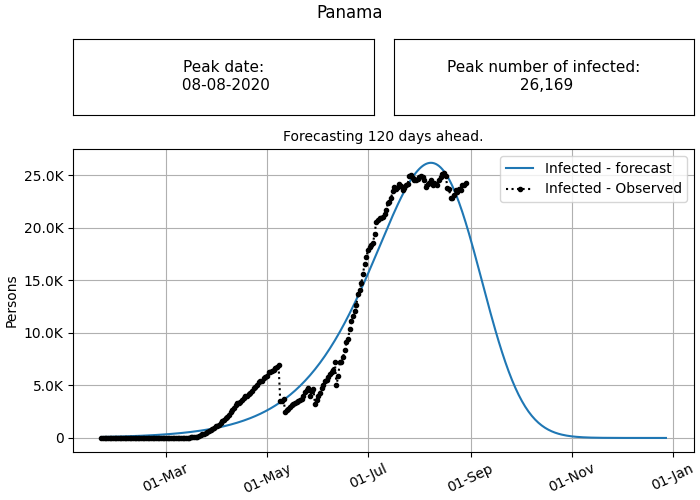 Panama
Peak date:
08-08-2020
Peak number of infected:
26,169
Forecasting 120 days ahead.
Infected - forecast
Infected - Observed
25.0K
20.0K
15.0K
10.0K
5.0K
0
Persons
01-Mar
01-May
01-Jul
01-Sep
01-Nov
01-Jan